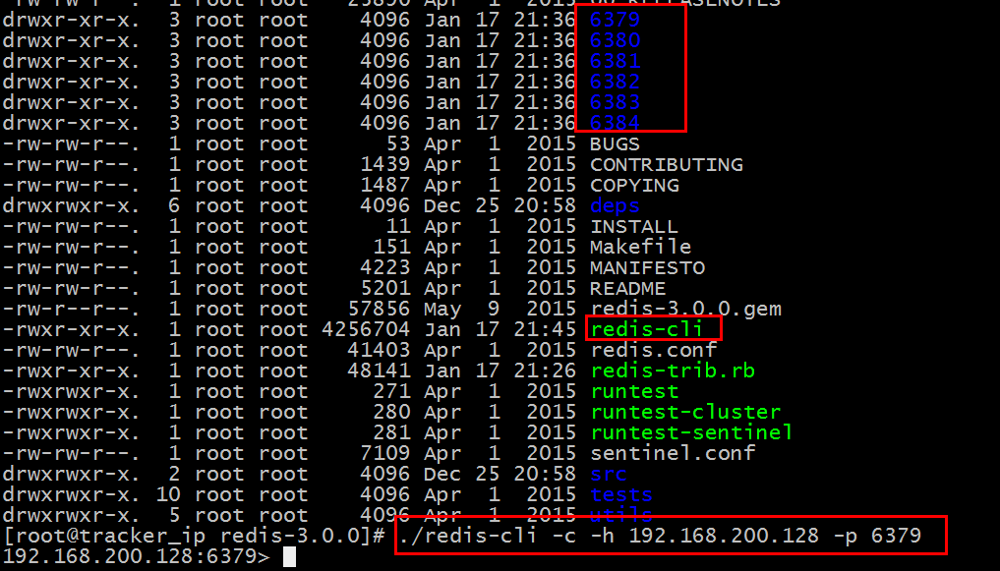 drwxr-xr-x. 3 root root 4096 Jan 17 21:36 6379
drwxr-xr-x. 3 root root 4096 Jan 17 21:36 6380
drwxr-xr-x. 3 root root 4096 Jan 17 21:36 6381
drwxr-xr-x. 3 root root 4096 Jan 17 21:36 6382
drwxr-xr-x. 3 root root 4096 Jan 17 21:36 6383
drwxr-xr-x. 3 root root 4096 Jan 17 21:36 6384
-rw-rw-r--. 1 root root 53 Apr 1 2015 BUGS
-rw-rw-r--. 1 root root 1439 Apr 1 2015 CONTRIBUTING
-rw-rw-r--. 1 root root 1487 Apr 1 2015 COPYING
drwxrwxr-x. 6 root root 4096 Dec 25 20:58 deps
-rw-rw-r--. 1 root root 11 Apr 1 2015 INSTALL
-rw-rw-r--. 1 root root 151 Apr 1 2015 Makefile
-rw-rw-r--. 1 root root 4223 Apr 1 2015 MANIFESTO
-rw-rw-r--. 1 root root 5201 Apr 1 2015 README
-rw-r--r--. 1 root root 57856 May 9 2015 redis-3.0.0.gem
-rwxr-xr-x. 1 root root 4256704 Jan 17 21:45 redis-cli
-rw-rw-r--. 1 root root 41403 Apr 1 2015 redis.conf
-rwxr-xr-x. 1 root root 48141 Jan 17 21:26 redis-trib.rb
-rwxrwxr-x. 1 root root 271 Apr 1 2015 runtest
-rwxrwxr-x. 1 root root 280 Apr 1 2015 runtest-cluster
-rwxrwxr-x. 1 root root 281 Apr 1 2015 runtest-sentinel
-rw-rw-r--. 1 root root 7109 Apr 1 2015 sentinel.conf
drwxrwxr-x. 2 root root 4096 Dec 25 20:58 src
drwxrwxr-x. 10 root root 4096 Apr 1 2015 tests
drwxrwxr-x. 5 root root 4096 Apr 1 2015 utils
[root@tracker_ip redis-3.0.0]# ./redis-cli -c -h 192.168.200.128 -p 6379
192.168.200.128:6379>